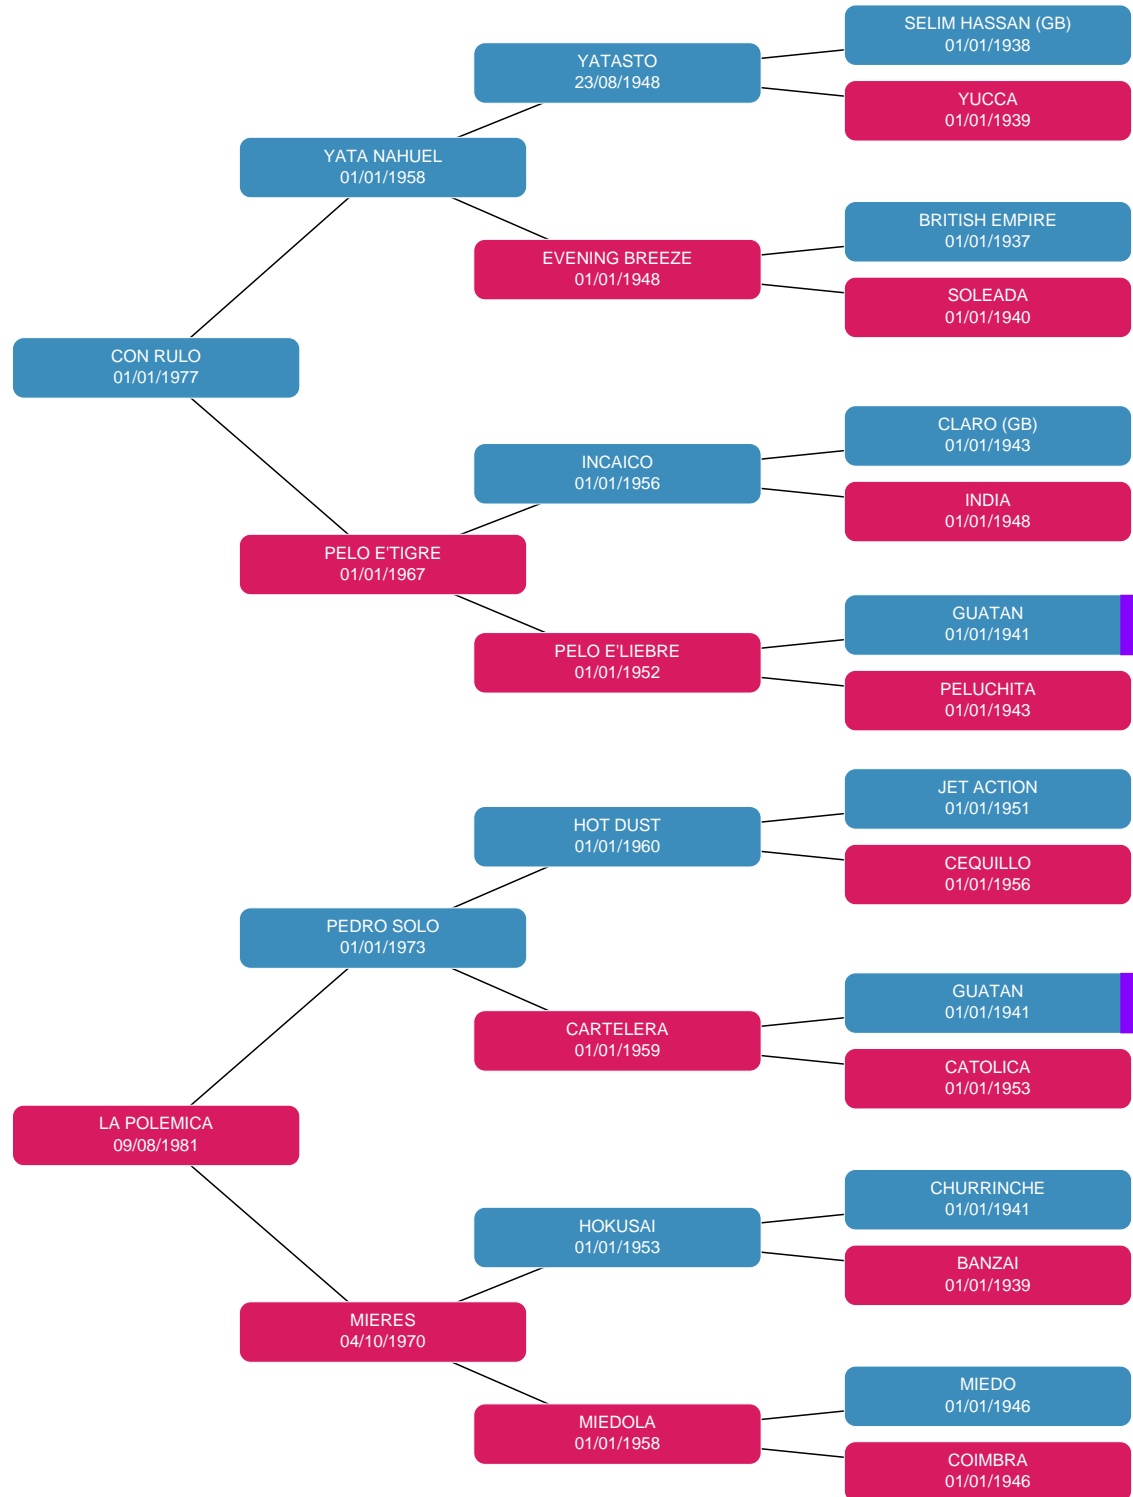 SELIM HASSAN (GB)
01/01/1938
YATASTO
23/08/1948
YUCCA
01/01/1939
YATA NAHUEL
01/01/1958
BRITISH EMPIRE
01/01/1937
EVENING BREEZE
01/01/1948
SOLEADA
01/01/1940
CON RULO
01/01/1977
CLARO (GB)
01/01/1943
INCAICO
01/01/1956
INDIA
01/01/1948
PELO E'TIGRE
01/01/1967
GUATAN
01/01/1941
PELO E'LIEBRE
01/01/1952
PELUCHITA
01/01/1943
JET ACTION
01/01/1951
HOT DUST
01/01/1960
CEQUILLO
01/01/1956
PEDRO SOLO
01/01/1973
GUATAN
01/01/1941
CARTELERA
01/01/1959
CATOLICA
01/01/1953
LA POLEMICA
09/08/1981
CHURRINCHE
01/01/1941
HOKUSAI
01/01/1953
BANZAI
01/01/1939
MIERES
04/10/1970
MIEDO
01/01/1946
MIEDOLA
01/01/1958
COIMBRA
01/01/1946